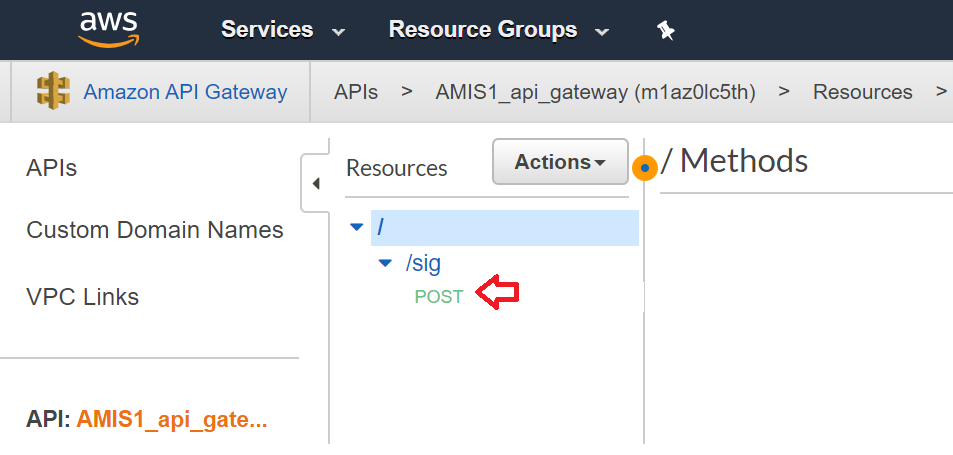 aws Services Resource Groups
Amazon API Gateway APIs > AMIS1_api_gateway (m1az0lc5th) > Resources >
APIs
Custom Domain Names
VPC Links
API: AMIS1_api_gate...
Resources Actions
/
/sig
POST
/ Methods